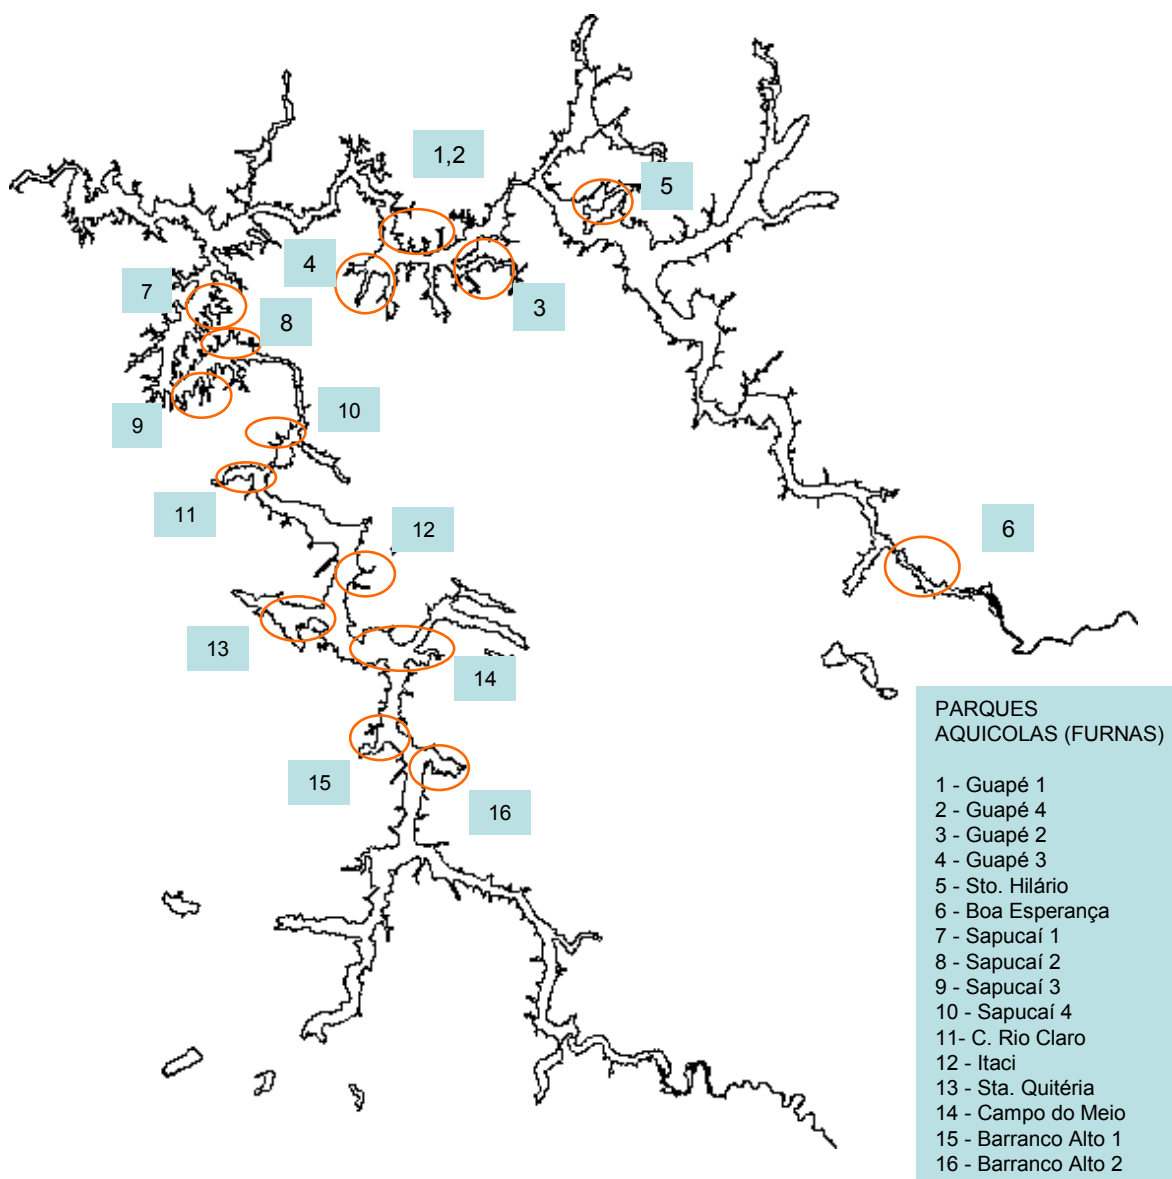 1,2
5
4
7
3
8
10
9
11
12
6
13
14
15
16
PARQUES
AQUICOLAS (FURNAS)
1 - Guapé 1
2 - Guapé 4
3 - Guapé 2
4 - Guapé 3
5 - Sto. Hilário
6 - Boa Esperança
7 - Sapucaí 1
8 - Sapucaí 2
9 - Sapucaí 3
10 - Sapucaí 4
11- C. Rio Claro
12 - Itaci
13 - Sta. Quitéria
14 - Campo do Meio
15 - Barranco Alto 1
16 - Barranco Alto 2